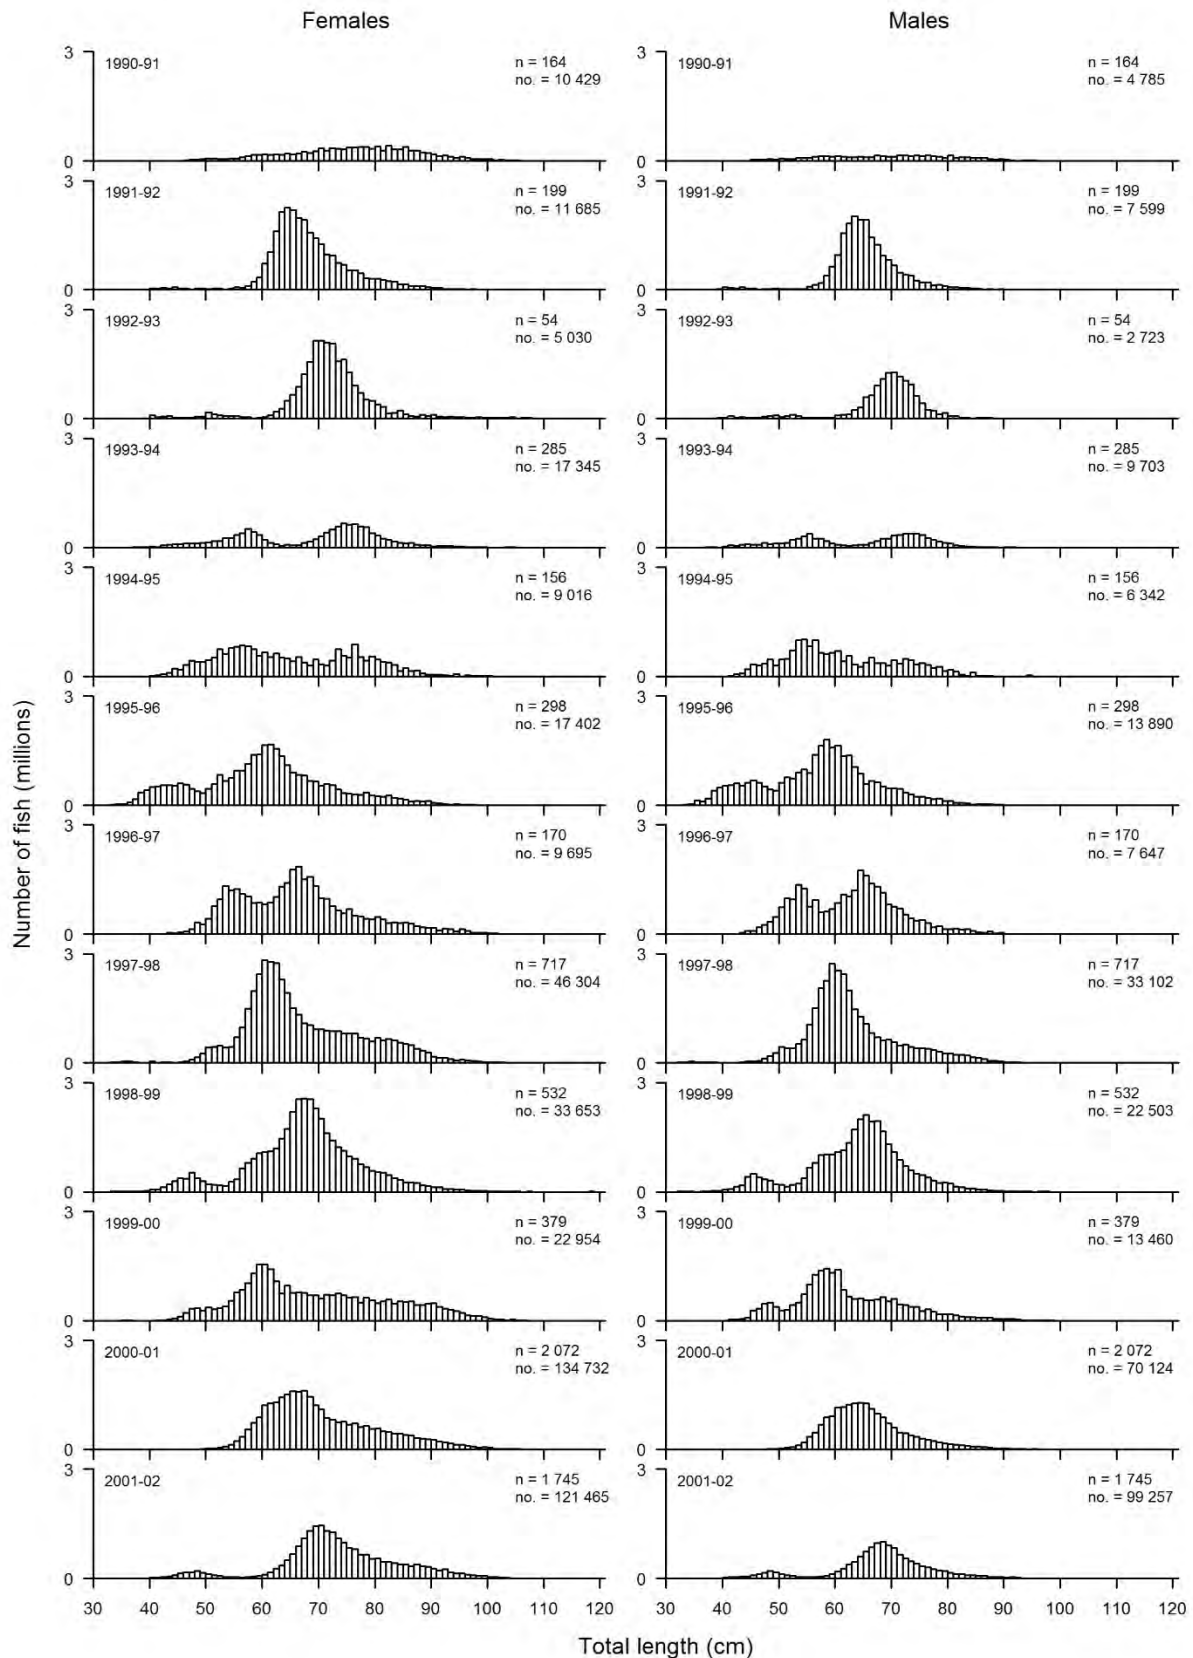 Females Males
3 1990-91 n = 164 3 1990-91 n = 164
no. = 10 429 no. = 4 785
0 0
3 1991-92 n = 199 3 1991-92 n = 199
no. = 11 685 no. = 7 599
0 0
3 1992-93 n = 54 3 1992-93 n = 54
no. = 5 030 no. = 2 723
0 0
3 1993-94 n = 285 3 1993-94 n = 285
no. = 17 345 no. = 9 703
0 0
3 1994-95 n = 156 3 1994-95 n = 156
no. = 9 016 no. = 6 342
0 0
3 1995-96 n = 298 3 1995-96 n = 298
no. = 17 402 no. = 13 890
0 0
3 1996-97 n = 170 3 1996-97 n = 170
no. = 9 695 no. = 7 647
0 0
3 1997-98 n = 717 3 1997-98 n = 717
no. = 46 304 no. = 33 102
0 0
3 1998-99 n = 532 3 1998-99 n = 532
no. = 33 653 no. = 22 503
0 0
3 1999-00 n = 379 3 1999-00 n = 379
no. = 22 954 no. = 13 460
0 0
3 2000-01 n = 2 072 3 2000-01 n = 2 072
no. = 134 732 no. = 70 124
0 0
3 2001-02 n = 1 745 3 2001-02 n = 1 745
no. = 121 465 no. = 99 257
0 0
30 40 50 60 70 80 90 100 110 120 30 40 50 60 70 80 90 100 110 120
Number of fish (millions)
Total length (cm)